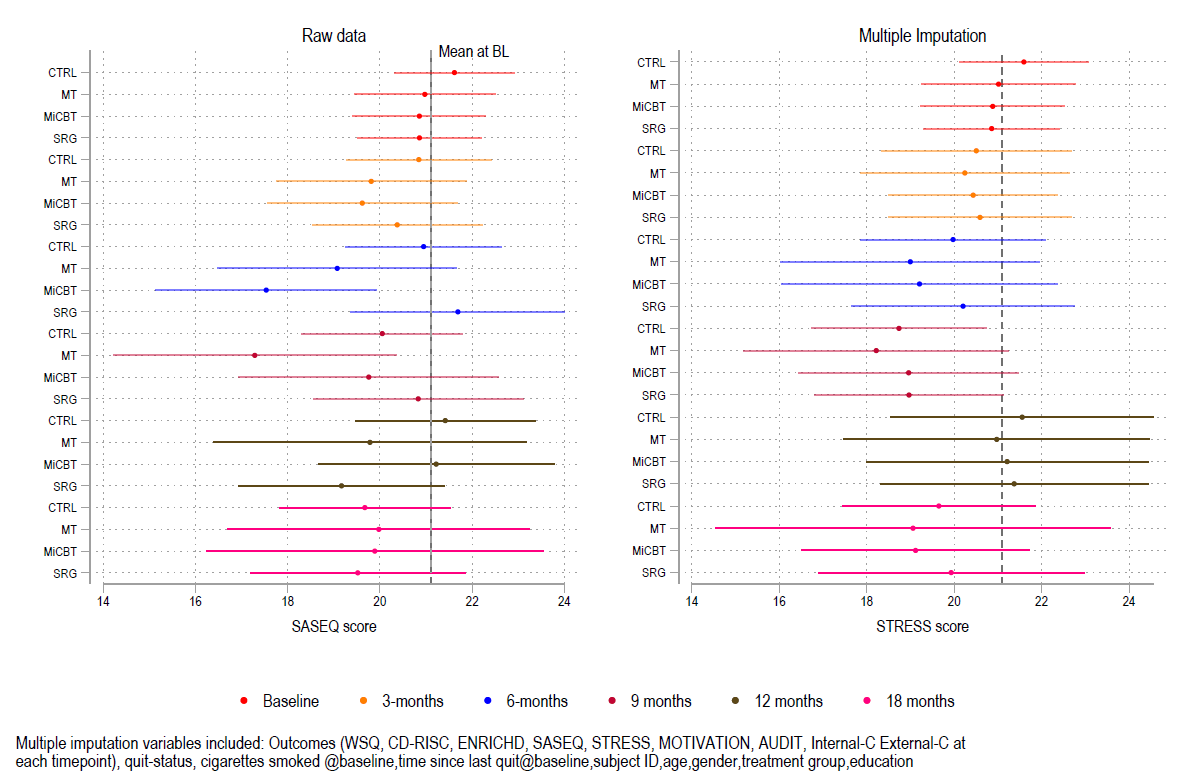 Raw data
Mean at BL
CTRL
MT
MiCBT
SRG
CTRL
MT
MiCBT
SRG
CTRL
MT
MiCBT
SRG
CTRL
MT
MiCBT
SRG
CTRL
MT
MiCBT
SRG
CTRL
MT
MiCBT
SRG
14 16 18 20 22 24
SASEQ score
Multiple Imputation
CTRL
MT
MiCBT
SRG
CTRL
MT
MiCBT
SRG
CTRL
MT
MiCBT
SRG
CTRL
MT
MiCBT
SRG
CTRL
MT
MiCBT
SRG
CTRL
MT
MiCBT
SRG
14 16 18 20 22 24
STRESS score
Baseline 3-months 6-months 9 months 12 months 18 months
Multiple imputation variables included: Outcomes (WSQ, CD-RISC, ENRICHD, SASEQ, STRESS, MOTIVATION, AUDIT, Internal-C External-C at
each timepoint), quit-status, cigarettes smoked @baseline,time since last quit@baseline,subject ID,age,gender,treatment group,education